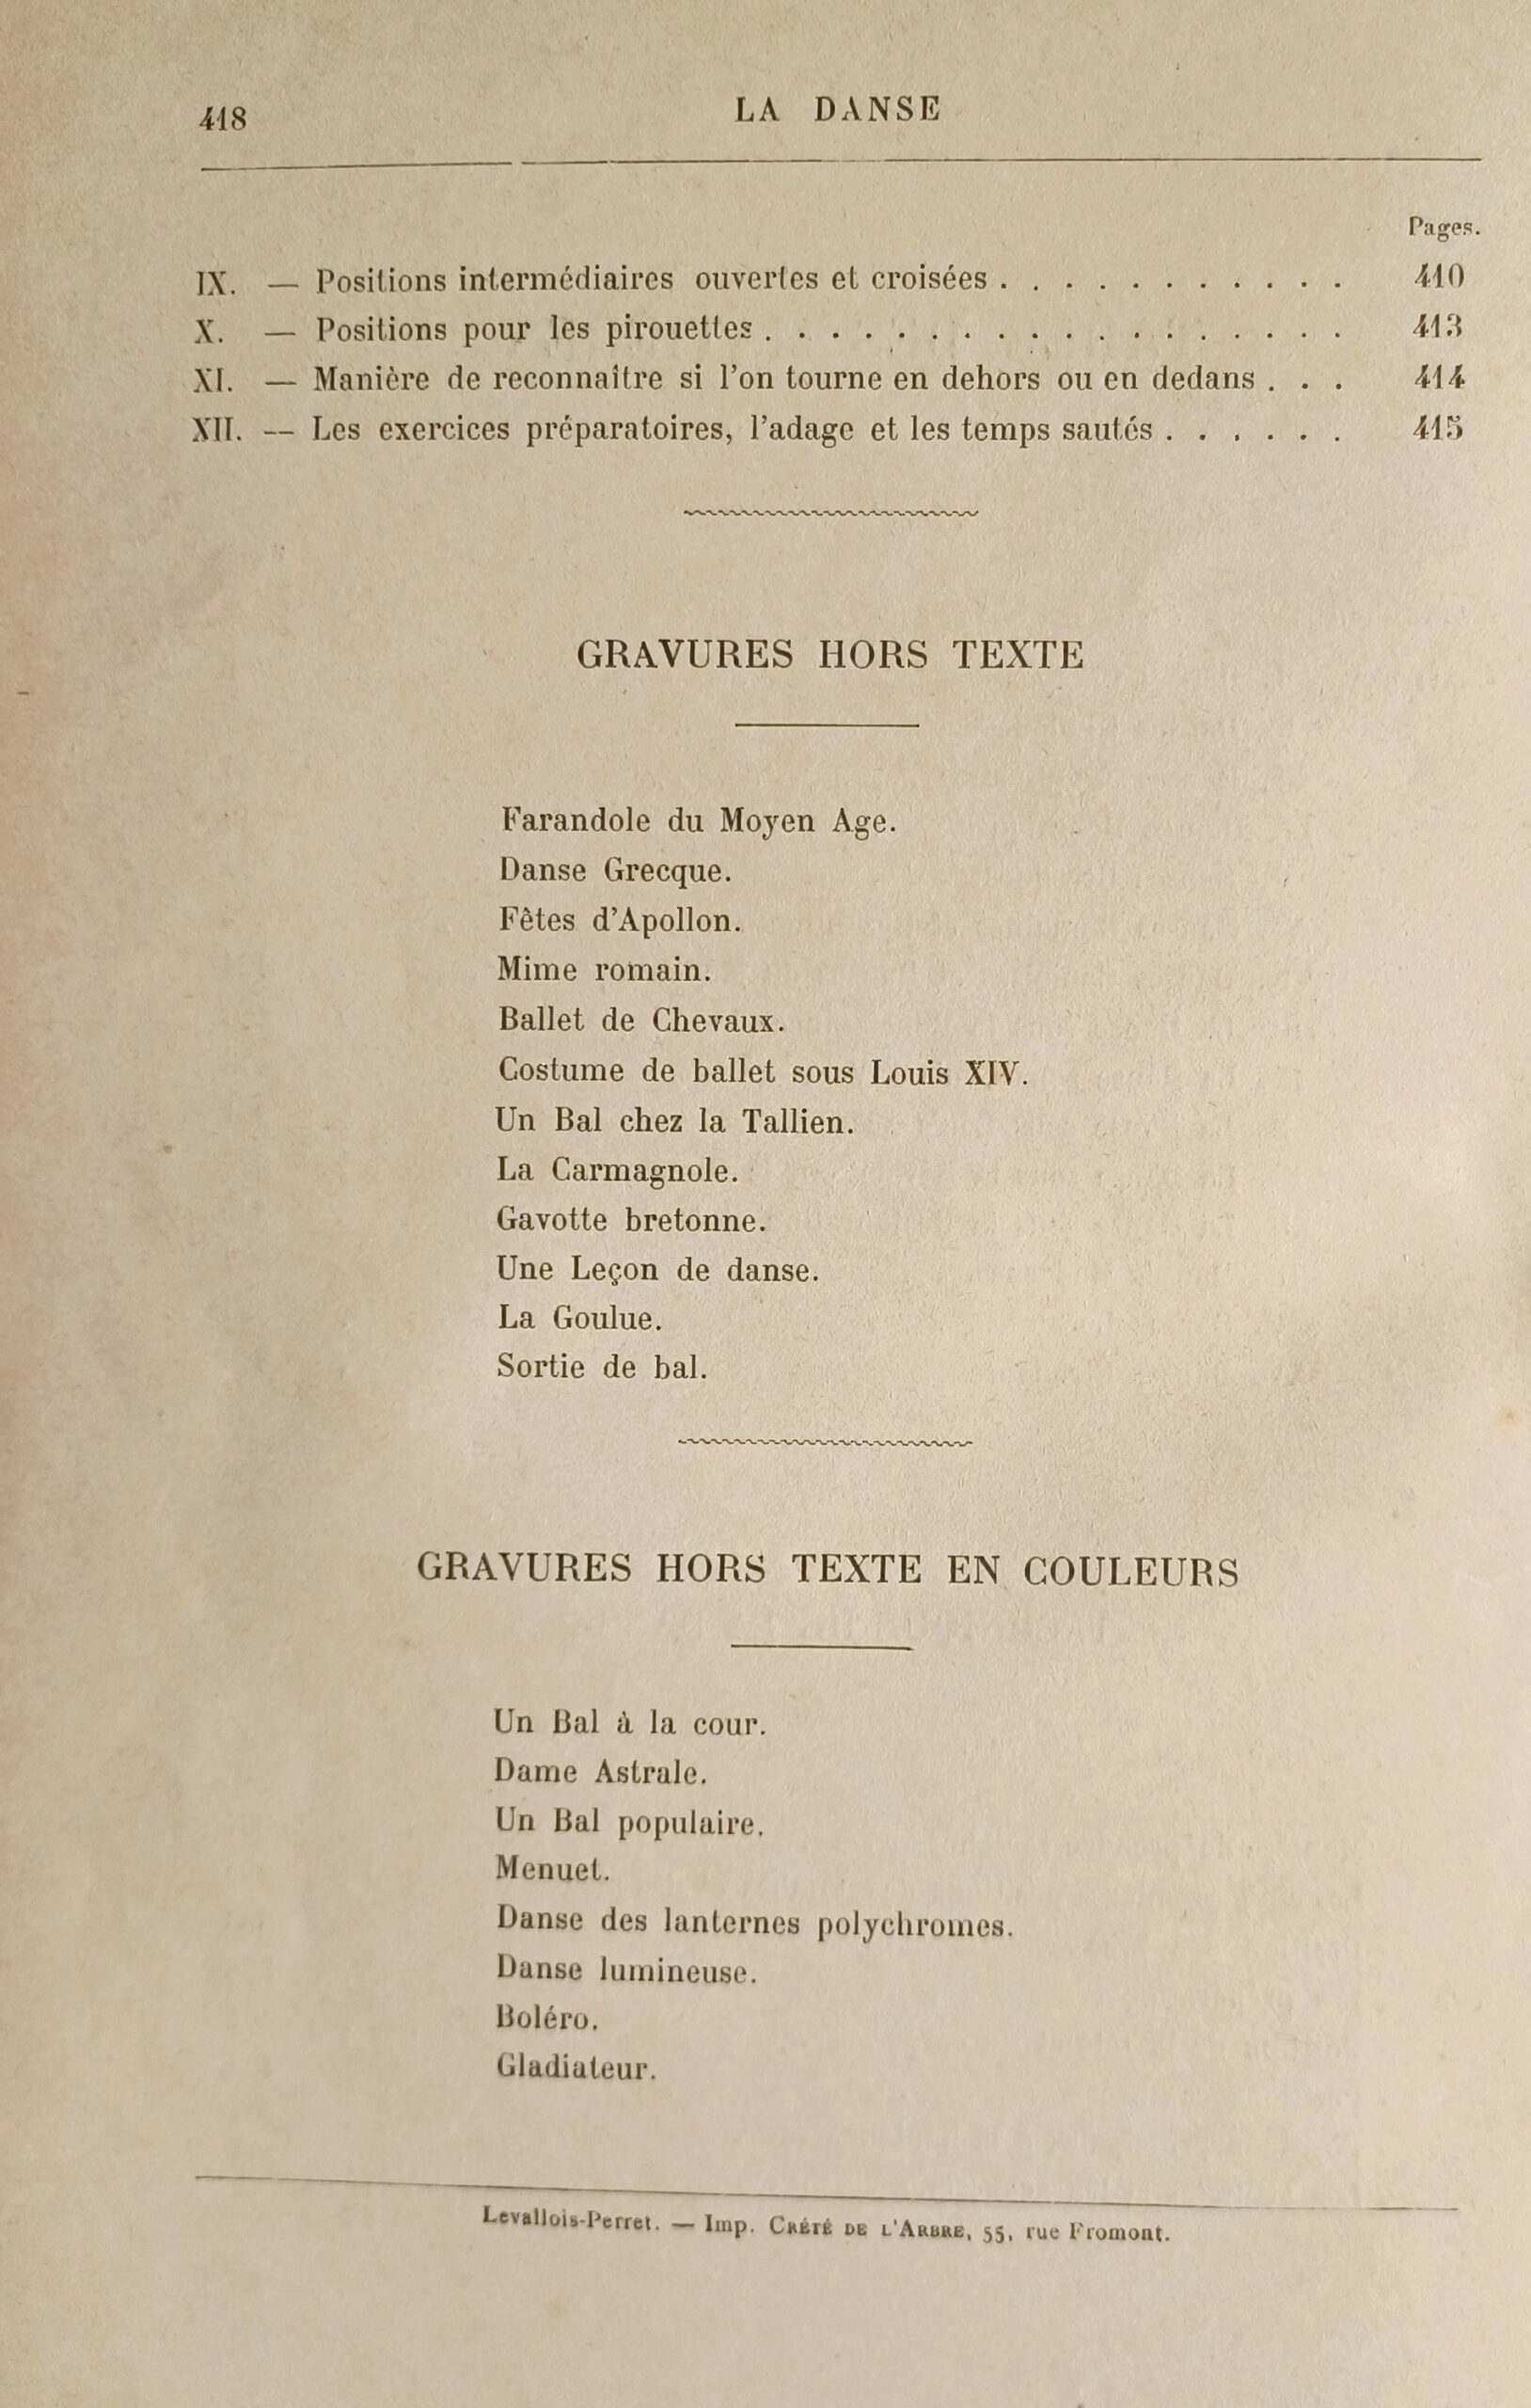 418
LA DANSE
Pages.
IX. — Positions intermédiaires ouvertes et croisées . . . . . . . . . . . 410
X. — Positions pour les pirouettes . . . . . . . . . . . . . . . . . . 413
XI. — Manière de reconnaître si l'on tourne en dehors ou en dedans . . . 414
XII. — Les exercices préparatoires, l'adage et les temps sautés . . . . . . 415
GRAVURES HORS TEXTE
Farandole du Moyen Age.
Danse Grecque.
Fêtes d'Apollon.
Mime romain.
Ballet de Chevaux.
Costume de ballet sous Louis XIV.
Un Bal chez la Tallien.
La Carmagnole.
Gavotte bretonne.
Une Leçon de danse.
La Goulue.
Sortie de bal.
GRAVURES HORS TEXTE EN COULEURS
Un Bal à la cour.
Dame Astrale.
Un Bal populaire.
Menuet.
Danse des lanternes polychromes.
Danse lumineuse.
Boléro.
Gladiateur.
Levallois-Perret. — Imp. CRÉTÉ DE L'ARBRE, 55, rue Fromont.